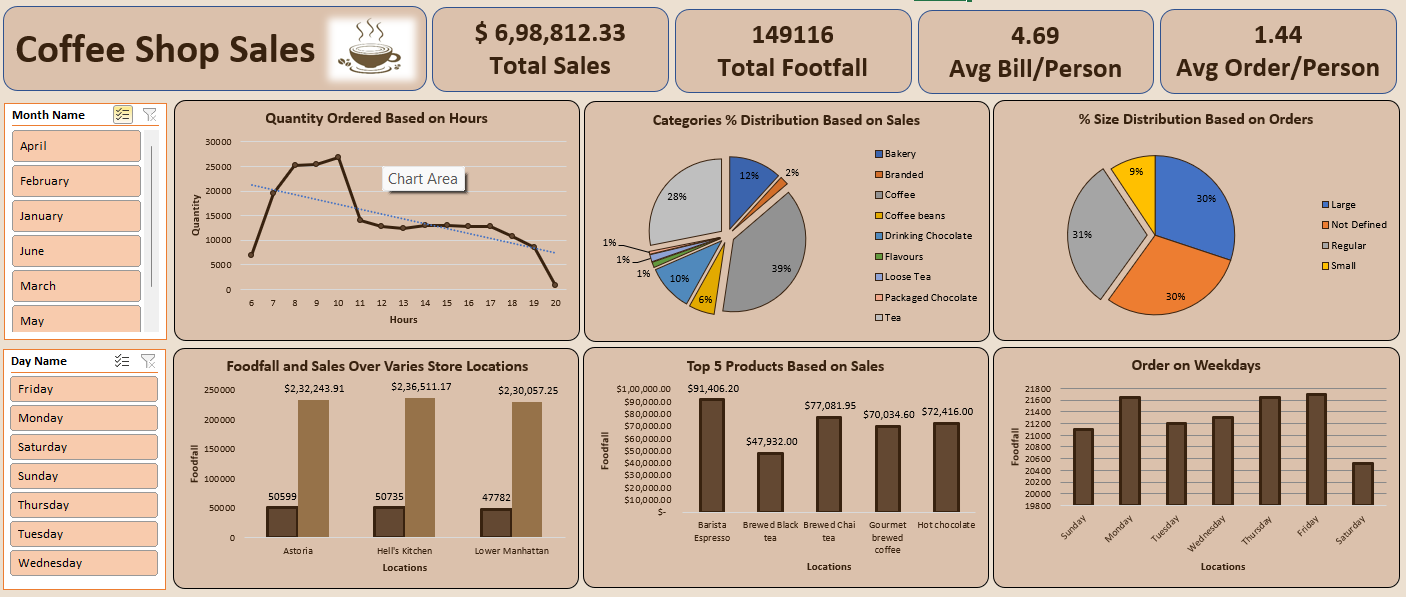 Coffee Shop Sales
$ 6,98,812.33
Total Sales
149116
Total Footfall
4.69
Avg Bill/Person
1.44
Avg Order/Person
Month Name
April
February
January
June
March
May
Day Name
Friday
Monday
Saturday
Sunday
Thursday
Tuesday
Wednesday
Quantity Ordered Based on Hours
Quantity
30000
25000
20000
15000
10000
5000
0
Chart Area
6 7 8 9 10 11 12 13 14 15 16 17 18 19 20
Hours
Categories % Distribution Based on Sales
12%
2%
39%
6%
10%
1%
1%
1%
28%
Bakery
Branded
Coffee
Coffee beans
Drinking Chocolate
Flavours
Loose Tea
Packaged Chocolate
Tea
% Size Distribution Based on Orders
30%
30%
31%
9%
Large
Not Defined
Regular
Small
Foodfall and Sales Over Varies Store Locations
Foodfall
250000
200000
150000
100000
50000
0
$2,32,243.91
$2,36,511.17
$2,30,057.25
50599
50735
47782
Astoria
Hell's Kitchen
Lower Manhattan
Locations
Top 5 Products Based on Sales
Foodfall
$1,00,000.00
$90,000.00
$80,000.00
$70,000.00
$60,000.00
$50,000.00
$40,000.00
$30,000.00
$20,000.00
$10,000.00
$-
$91,406.20
$47,932.00
$77,081.95
$70,034.60
$72,416.00
Barista
Espresso
Brewed Black
tea
Brewed Chai
tea
Gourmet
brewed
coffee
Hot chocolate
Locations
Order on Weekdays
Foodfall
21800
21600
21400
21200
21000
20800
20600
20400
20200
20000
19800
Sunday
Monday
Tuesday
Wednesday
Thursday
Friday
Saturday
Locations